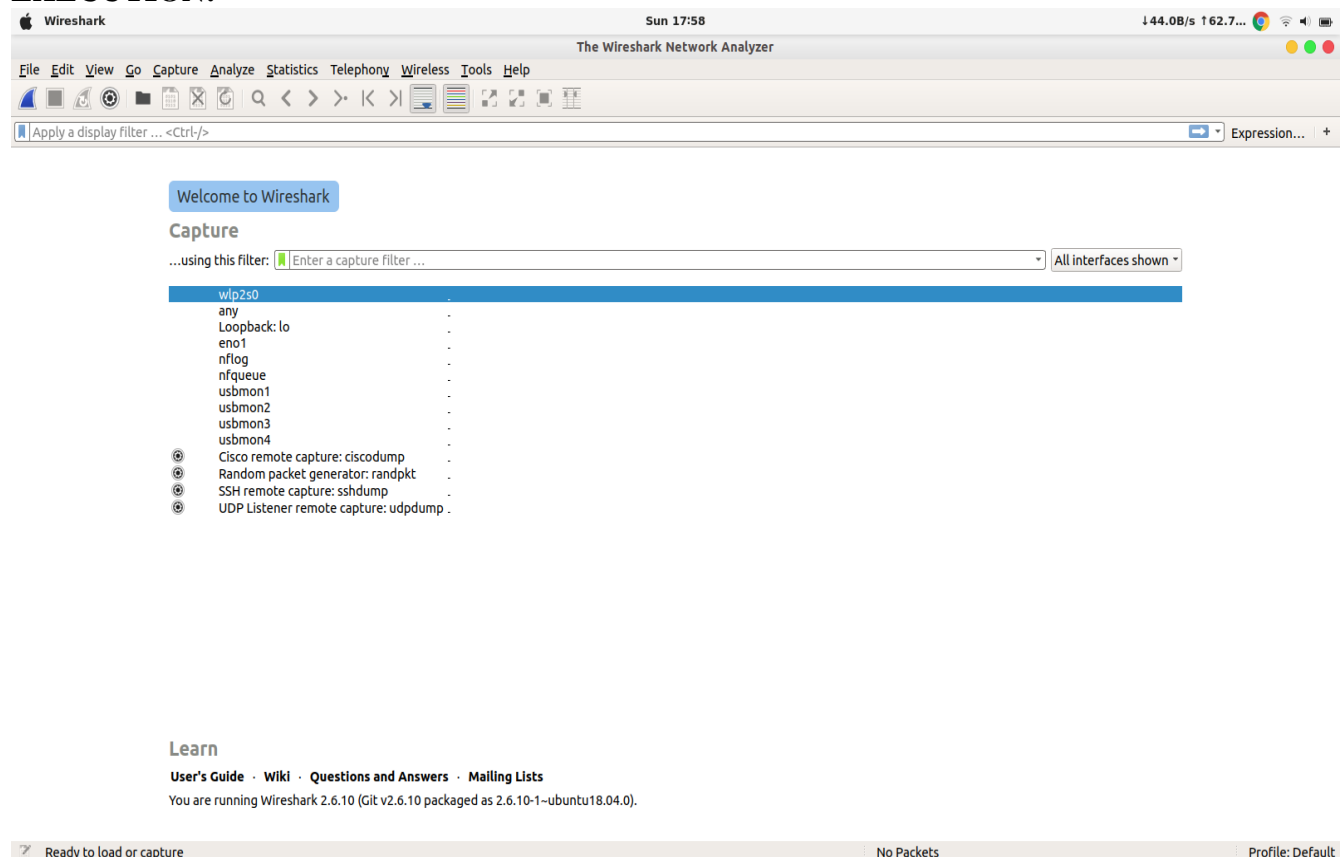 EXECUTION:
Wireshark Sun 17:58 ↓44.0B/s ↑62.7...
The Wireshark Network Analyzer
File Edit View Go Capture Analyze Statistics Telephony Wireless Tools Help
Apply a display filter ... <Ctrl-/> Expression... +
Welcome to Wireshark
Capture
...using this filter: Enter a capture filter ... All interfaces shown
wlp2s0
any
Loopback: lo
eno1
nflog
nfqueue
usbmon1
usbmon2
usbmon3
usbmon4
Cisco remote capture: ciscodump
Random packet generator: randpkt
SSH remote capture: sshdump
UDP Listener remote capture: udpdump
Learn
User's Guide · Wiki · Questions and Answers · Mailing Lists
You are running Wireshark 2.6.10 (Git v2.6.10 packaged as 2.6.10-1~ubuntu18.04.0).
Ready to load or capture No Packets Profile: Default